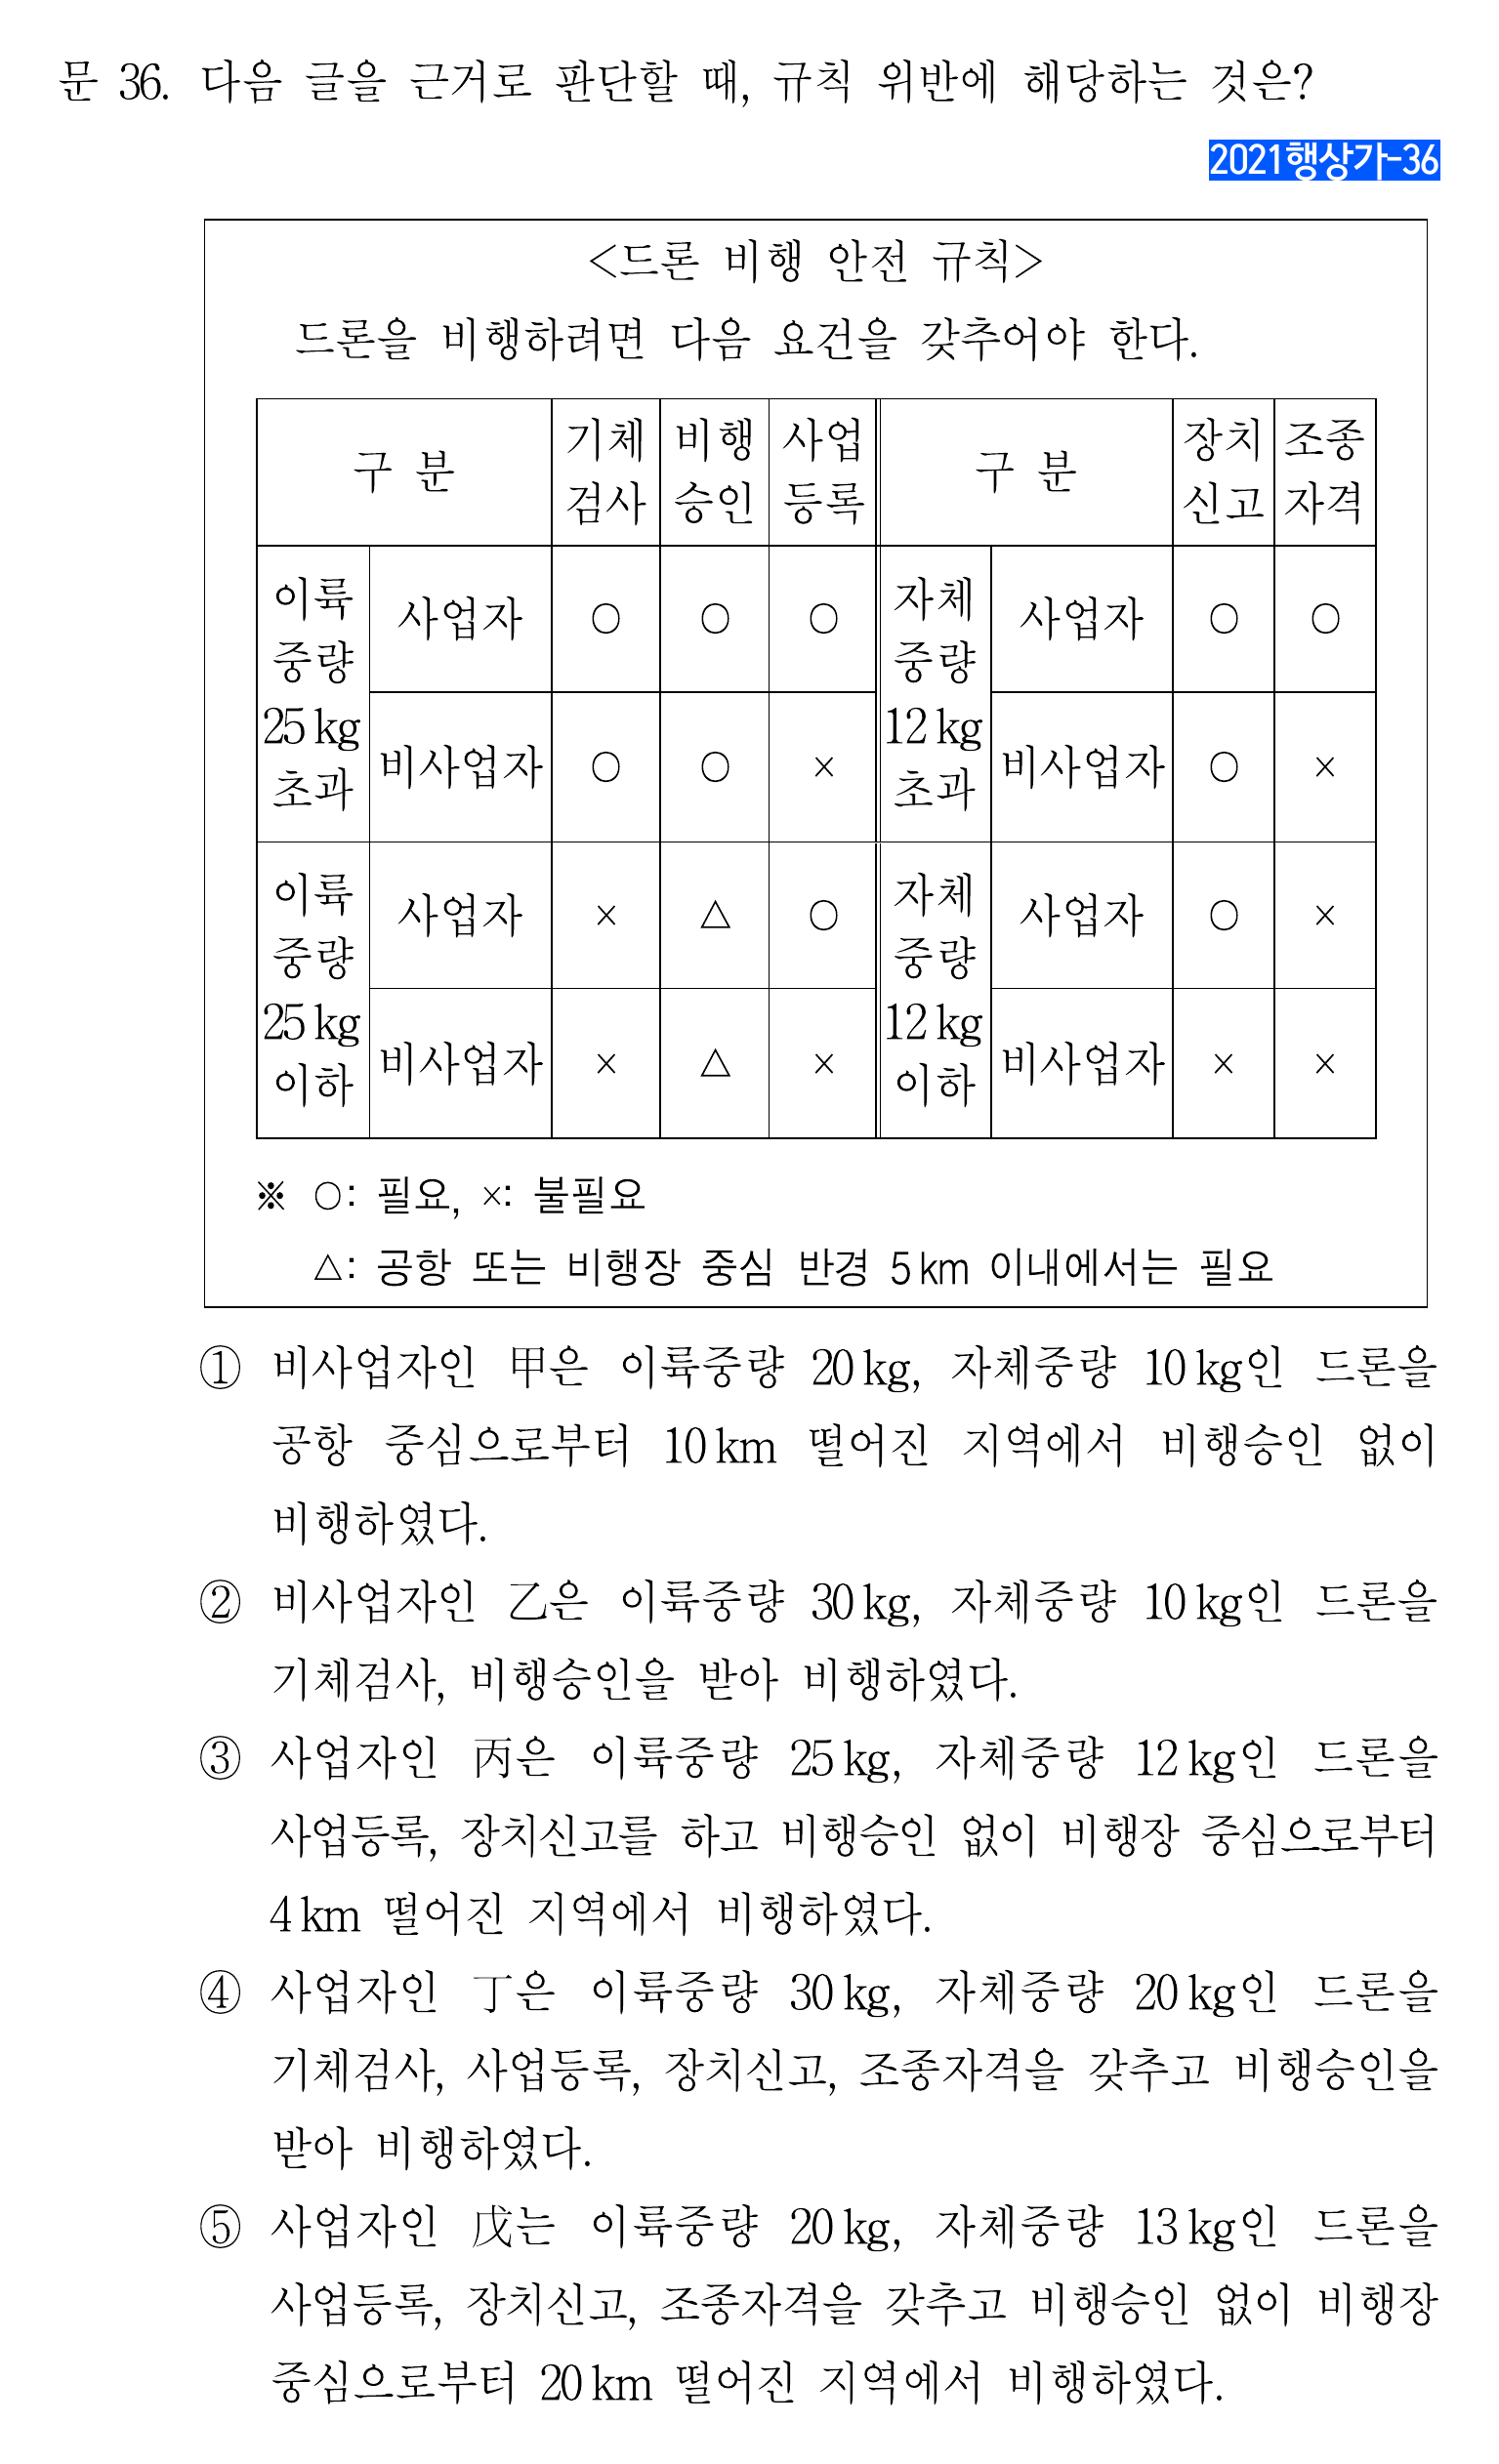 문 36. 다음 글을 근거로 판단할 때, 규칙 위반에 해당하는 것은?
2021행상가-36
<드론 비행 안전 규칙>
드론을 비행하려면 다음 요건을 갖추어야 한다.
구 분 기체 검사 비행 승인 사업 등록 구 분 장치 신고 조종 자격
이륙 중량 25 kg 초과 사업자 ○ ○ ○ 자체 중량 12 kg 초과 사업자 ○ ○
비사업자 ○ ○ × 비사업자 ○ ×
이륙 중량 25 kg 이하 사업자 × △ ○ 자체 중량 12 kg 이하 사업자 ○ ×
비사업자 × △ × 비사업자 × ×
※ ○: 필요, ×: 불필요
△: 공항 또는 비행장 중심 반경 5 km 이내에서는 필요
① 비사업자인 甲은 이륙중량 20 kg, 자체중량 10 kg인 드론을
공항 중심으로부터 10 km 떨어진 지역에서 비행승인 없이
비행하였다.
② 비사업자인 乙은 이륙중량 30 kg, 자체중량 10 kg인 드론을
기체검사, 비행승인을 받아 비행하였다.
③ 사업자인 丙은 이륙중량 25 kg, 자체중량 12 kg인 드론을
사업등록, 장치신고를 하고 비행승인 없이 비행장 중심으로부터
4 km 떨어진 지역에서 비행하였다.
④ 사업자인 丁은 이륙중량 30 kg, 자체중량 20 kg인 드론을
기체검사, 사업등록, 장치신고, 조종자격을 갖추고 비행승인을
받아 비행하였다.
⑤ 사업자인 戊는 이륙중량 20 kg, 자체중량 13 kg인 드론을
사업등록, 장치신고, 조종자격을 갖추고 비행승인 없이 비행장
중심으로부터 20 km 떨어진 지역에서 비행하였다.